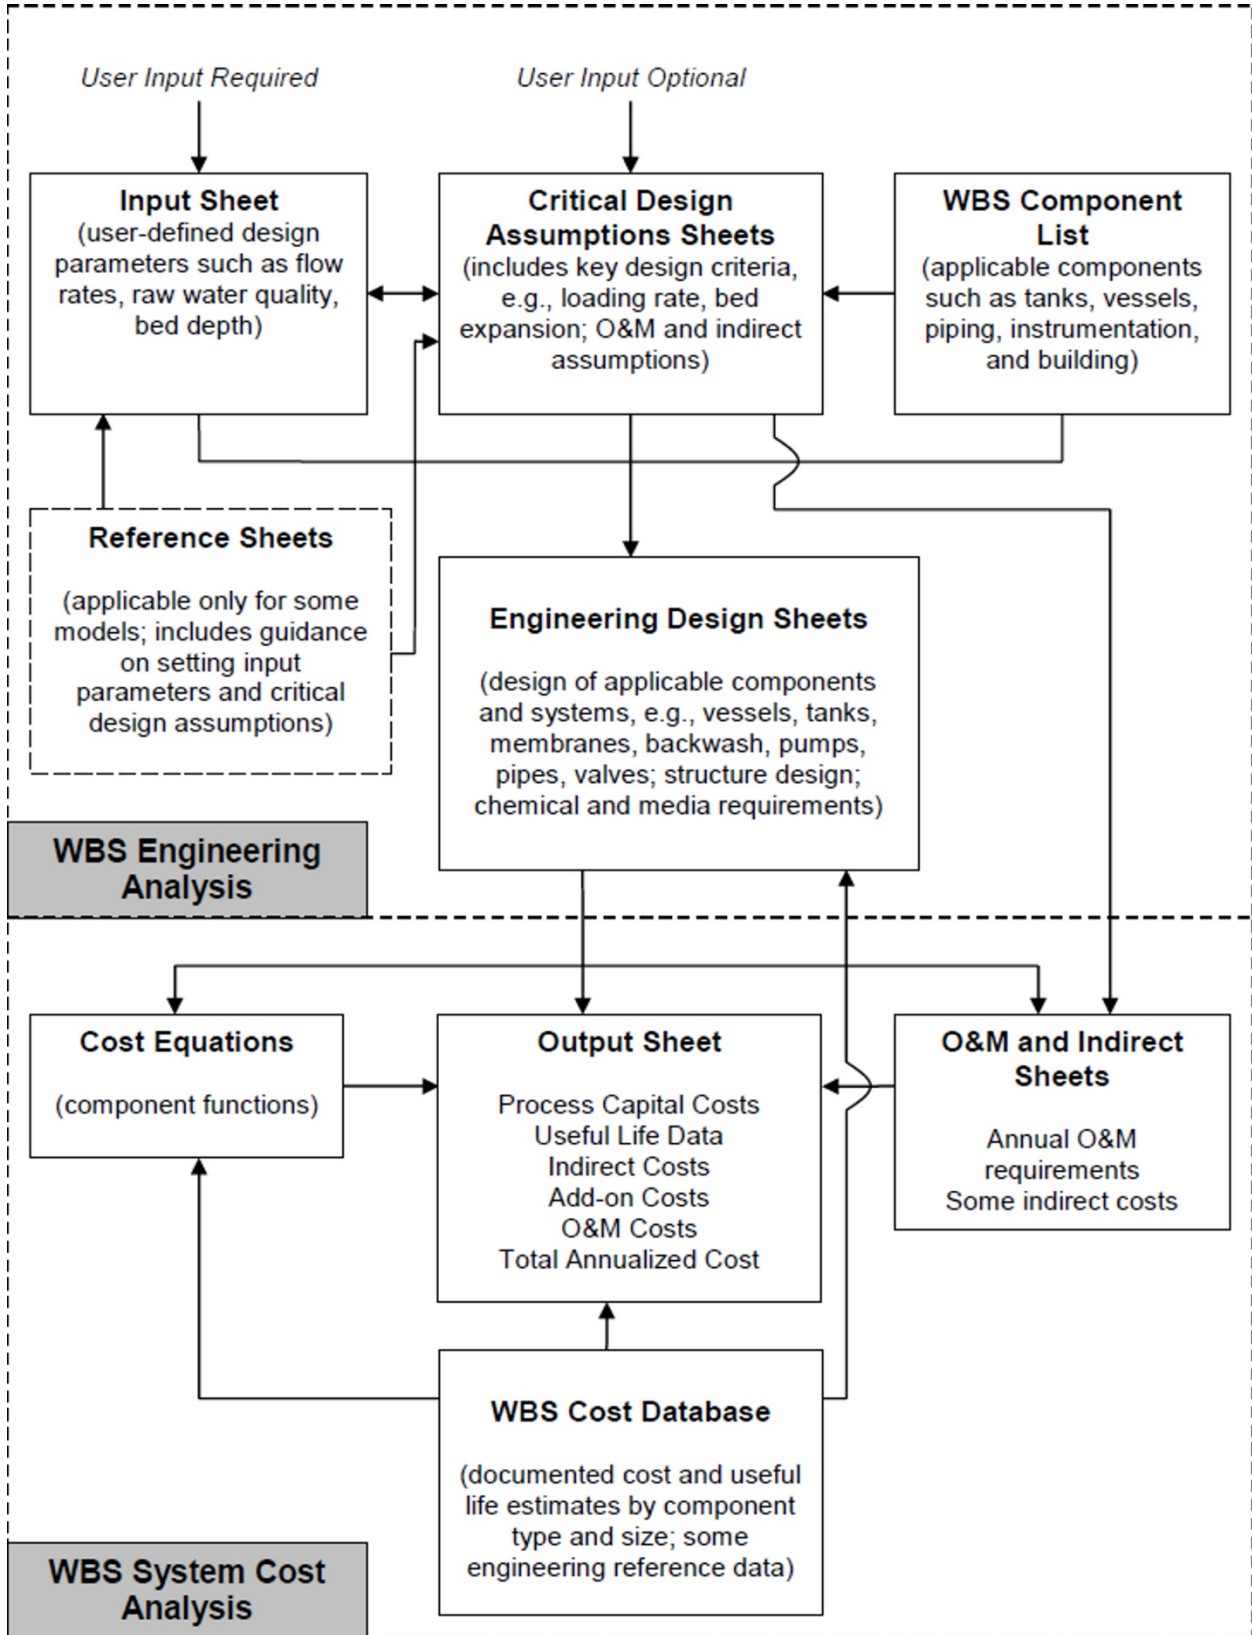 User Input Required
User Input Optional
Input Sheet
(user-defined design
parameters such as flow
rates, raw water quality,
bed depth)
Critical Design
Assumptions Sheets
(includes key design criteria,
e.g., loading rate, bed
expansion; O&M and indirect
assumptions)
WBS Component
List
(applicable components
such as tanks, vessels,
piping, instrumentation,
and building)
Reference Sheets
(applicable only for some
models; includes guidance
on setting input
parameters and critical
design assumptions)
Engineering Design Sheets
(design of applicable components
and systems, e.g., vessels, tanks,
membranes, backwash, pumps,
pipes, valves; structure design;
chemical and media requirements)
WBS Engineering
Analysis
Cost Equations
(component functions)
Output Sheet
Process Capital Costs
Useful Life Data
Indirect Costs
Add-on Costs
O&M Costs
Total Annualized Cost
O&M and Indirect
Sheets
Annual O&M
requirements
Some indirect costs
WBS Cost Database
(documented cost and useful
life estimates by component
type and size; some
engineering reference data)
WBS System Cost
Analysis